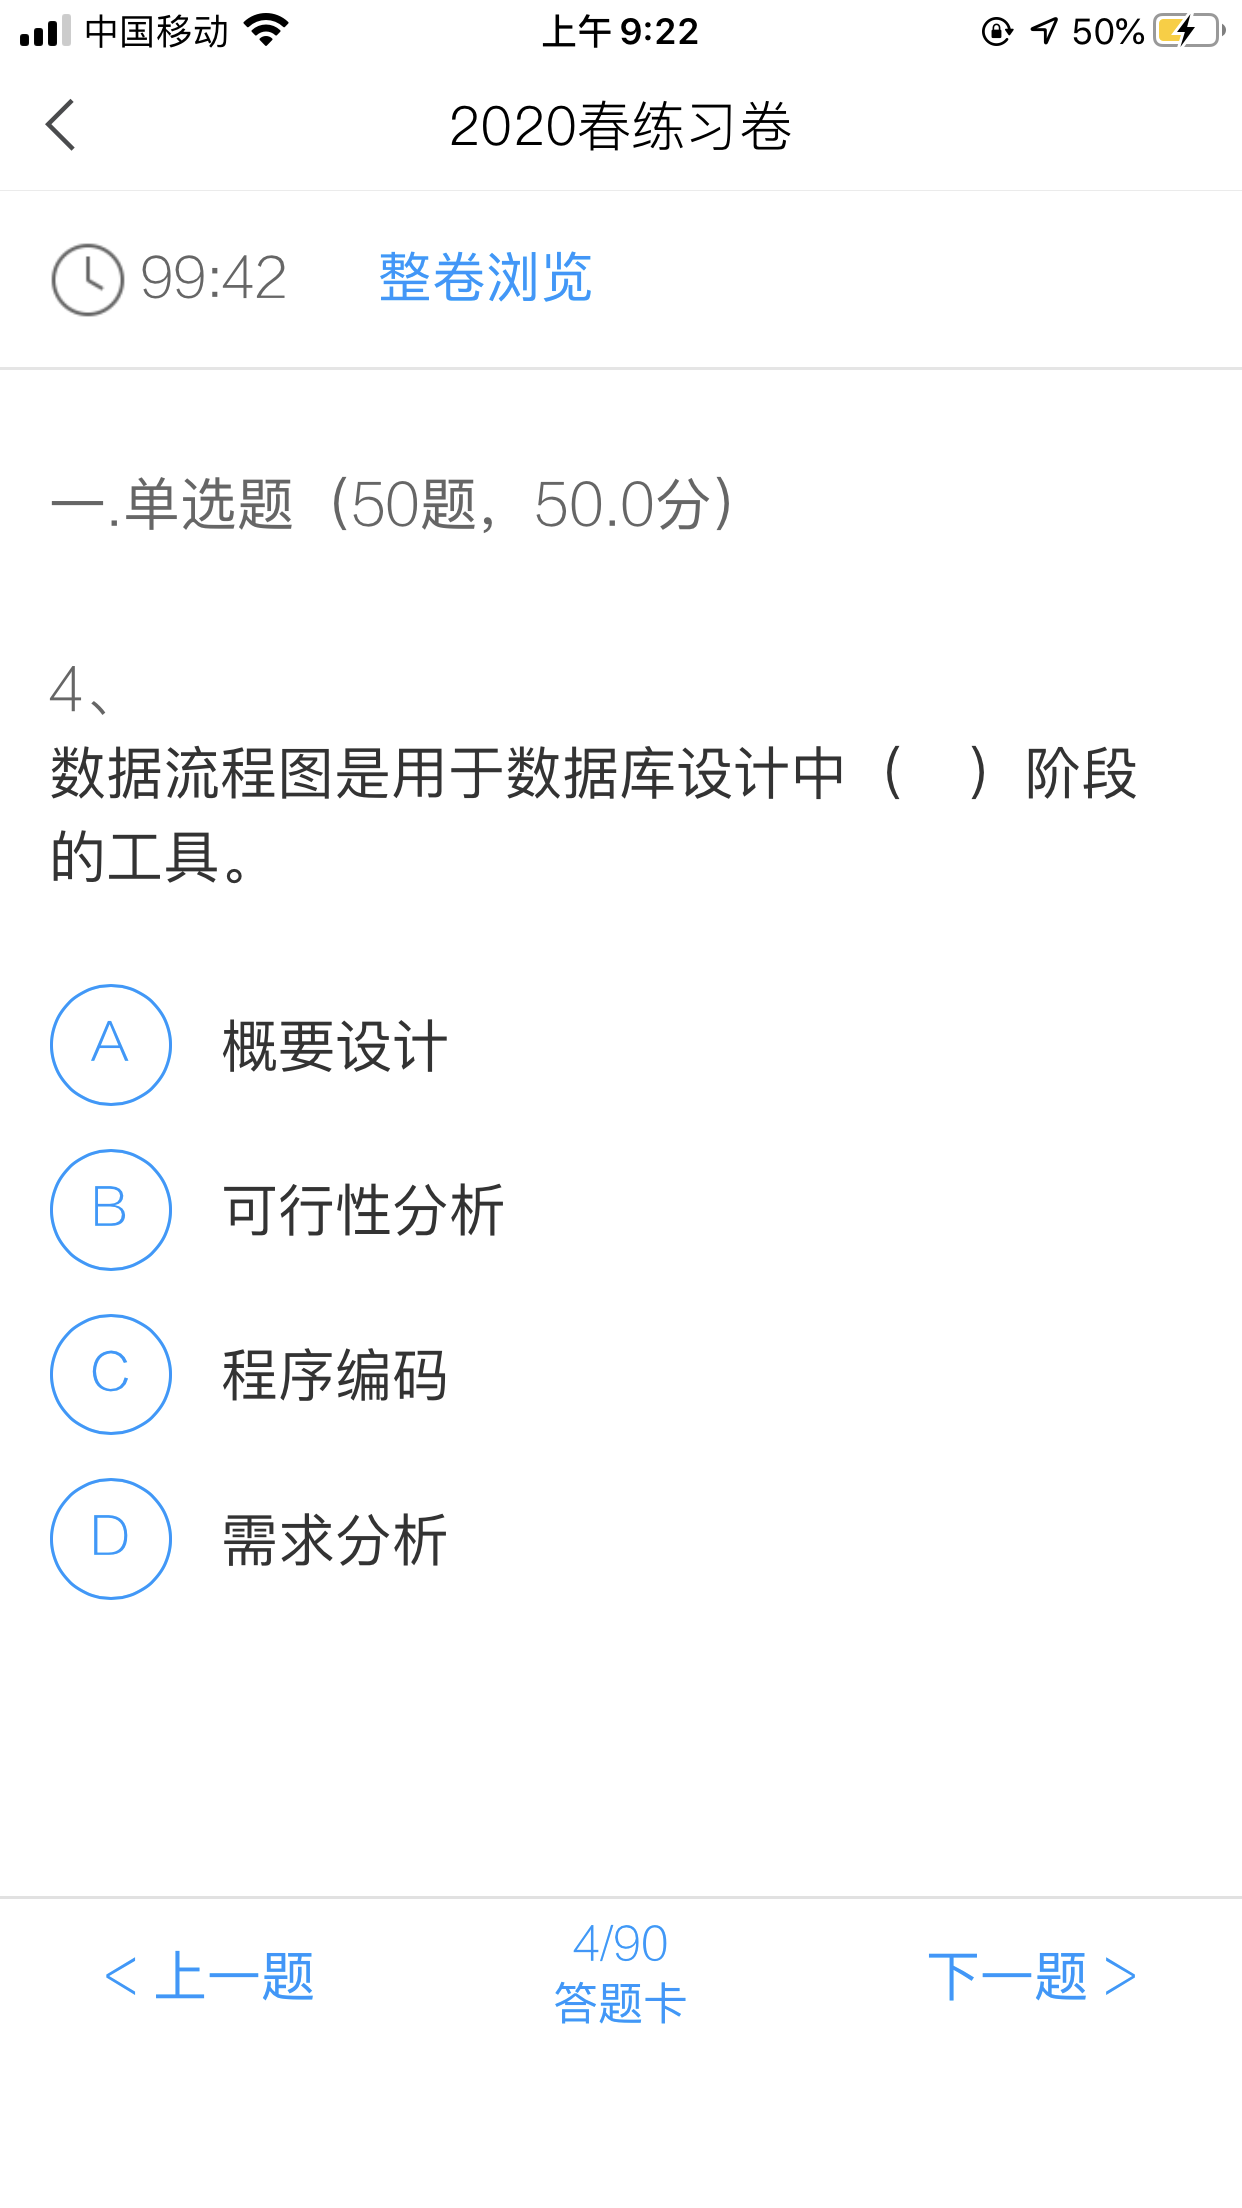 中国移动 上午 9:22 50%
2020春练习卷
99:42 整卷浏览
一.单选题（50题，50.0分）
4、
数据流程图是用于数据库设计中（　）阶段
的工具。
A 概要设计
B 可行性分析
C 程序编码
D 需求分析
< 上一题 4/90 下一题 >
答题卡